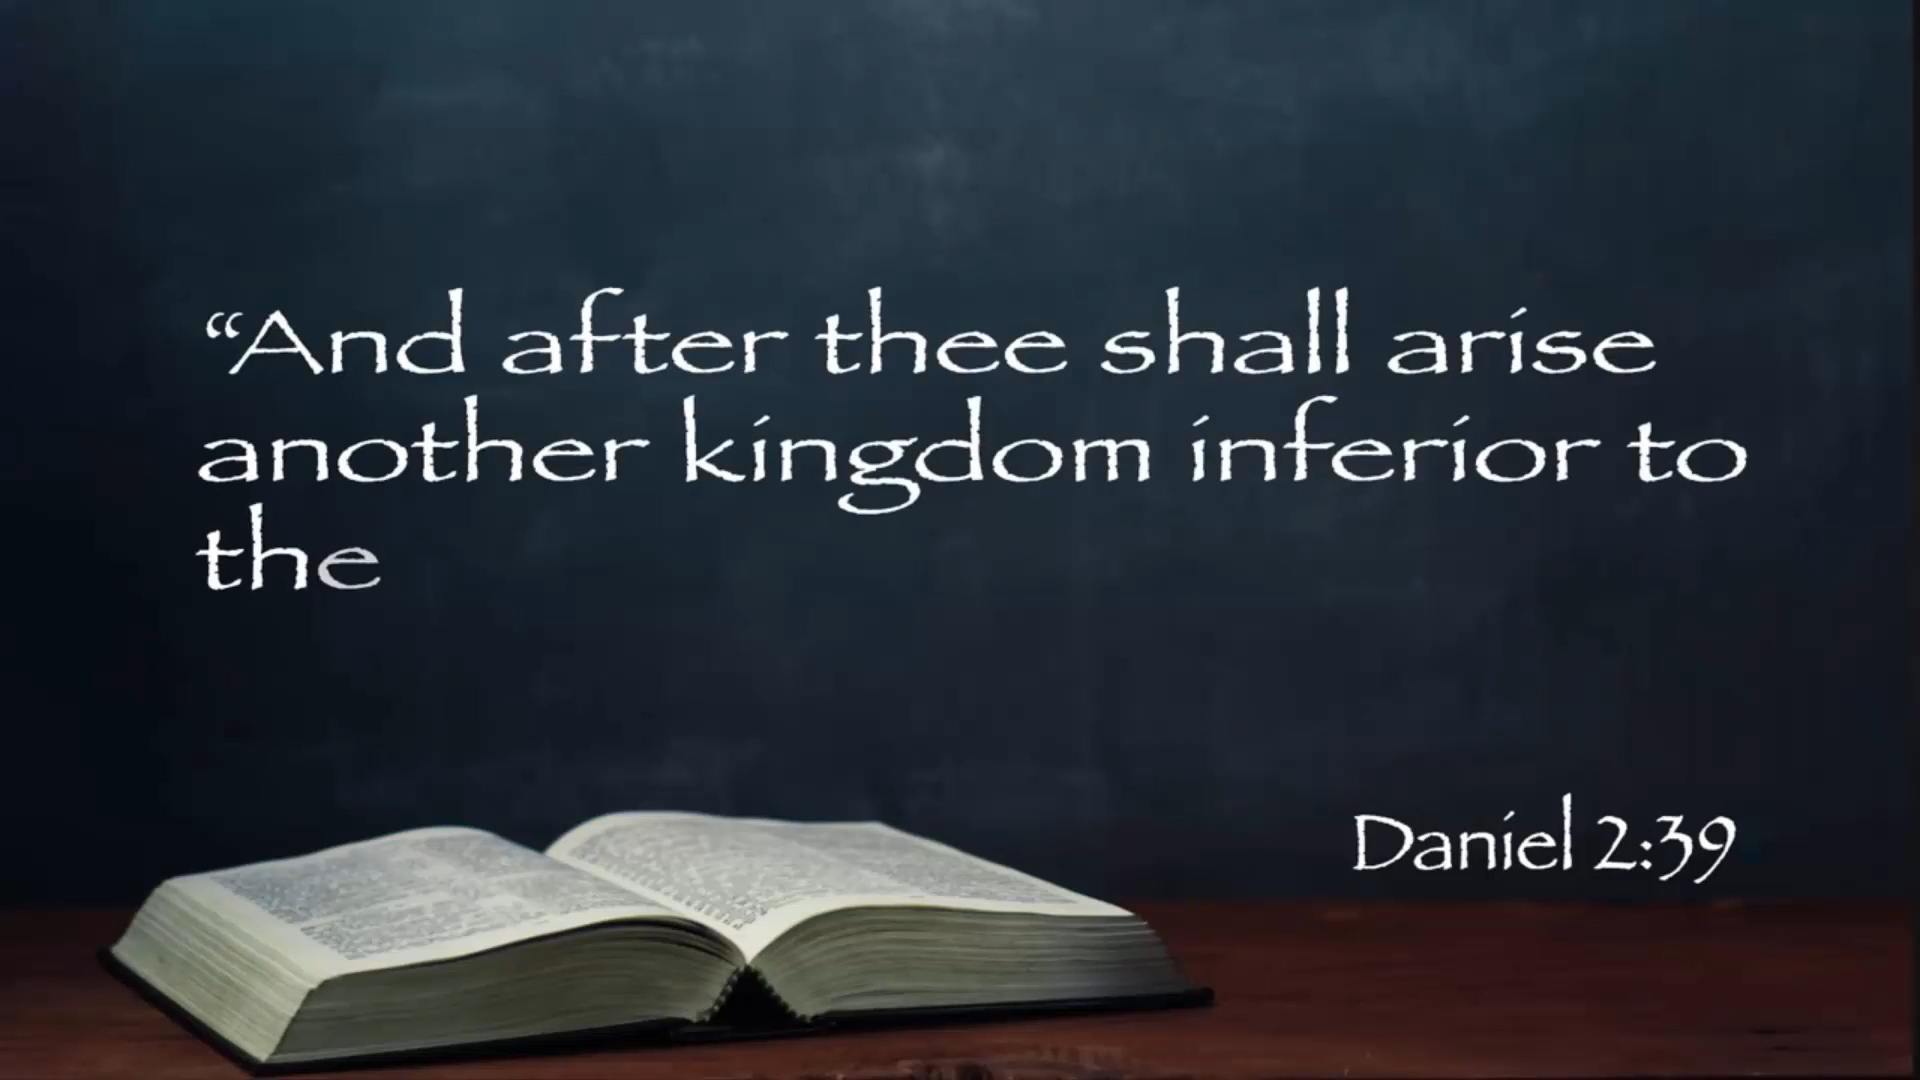 “And after thee shall arise
another kingdom inferior to
the
Daniel 2:39